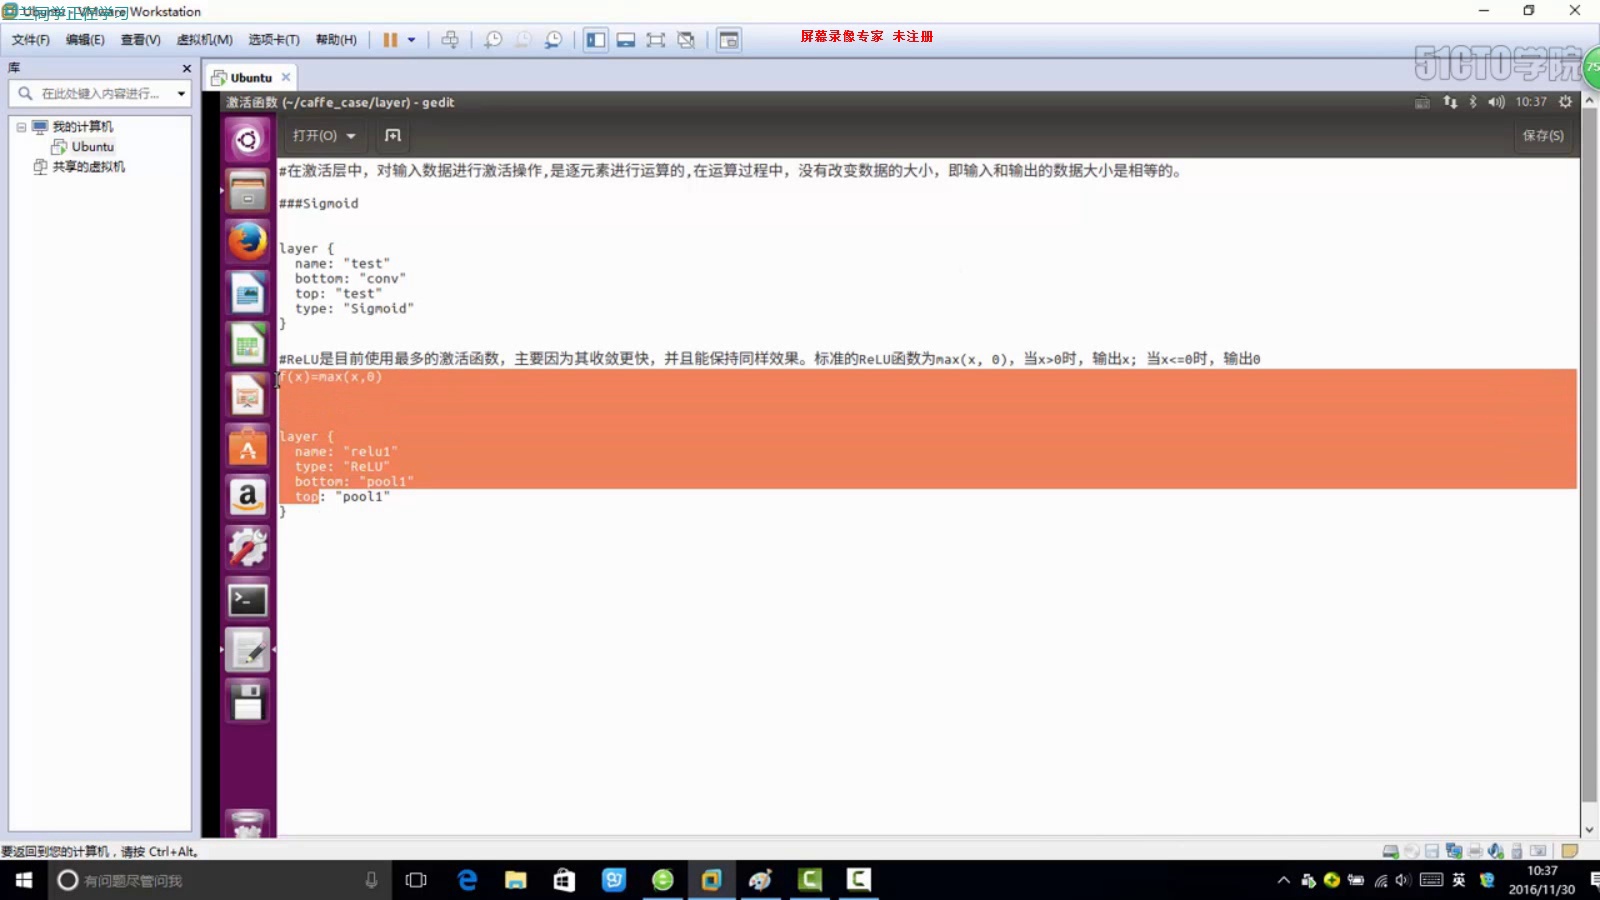 Ubuntu - VMware Workstation
兰同学正在学习
文件(F) 编辑(E) 查看(V) 虚拟机(M) 选项卡(T) 帮助(H)
屏幕录像专家 未注册
51CTO学院
75
库
Ubuntu
在此处键入内容进行...
我的计算机
Ubuntu
共享的虚拟机
激活函数 (~/caffe_case/layer) - gedit
10:37
打开(O)
保存(S)
#在激活层中，对输入数据进行激活操作,是逐元素进行运算的,在运算过程中，没有改变数据的大小，即输入和输出的数据大小是相等的。
###Sigmoid
layer {
name: "test"
bottom: "conv"
top: "test"
type: "Sigmoid"
}
#ReLU是目前使用最多的激活函数，主要因为其收敛更快，并且能保持同样效果。标准的ReLU函数为max(x, 0)，当x>0时，输出x; 当x<=0时，输出0
f(x)=max(x,0)
layer {
name: "relu1"
type: "ReLU"
bottom: "pool1"
top: "pool1"
}
要返回到您的计算机，请按 Ctrl+Alt。
有问题尽管问我
英
10:37
2016/11/30